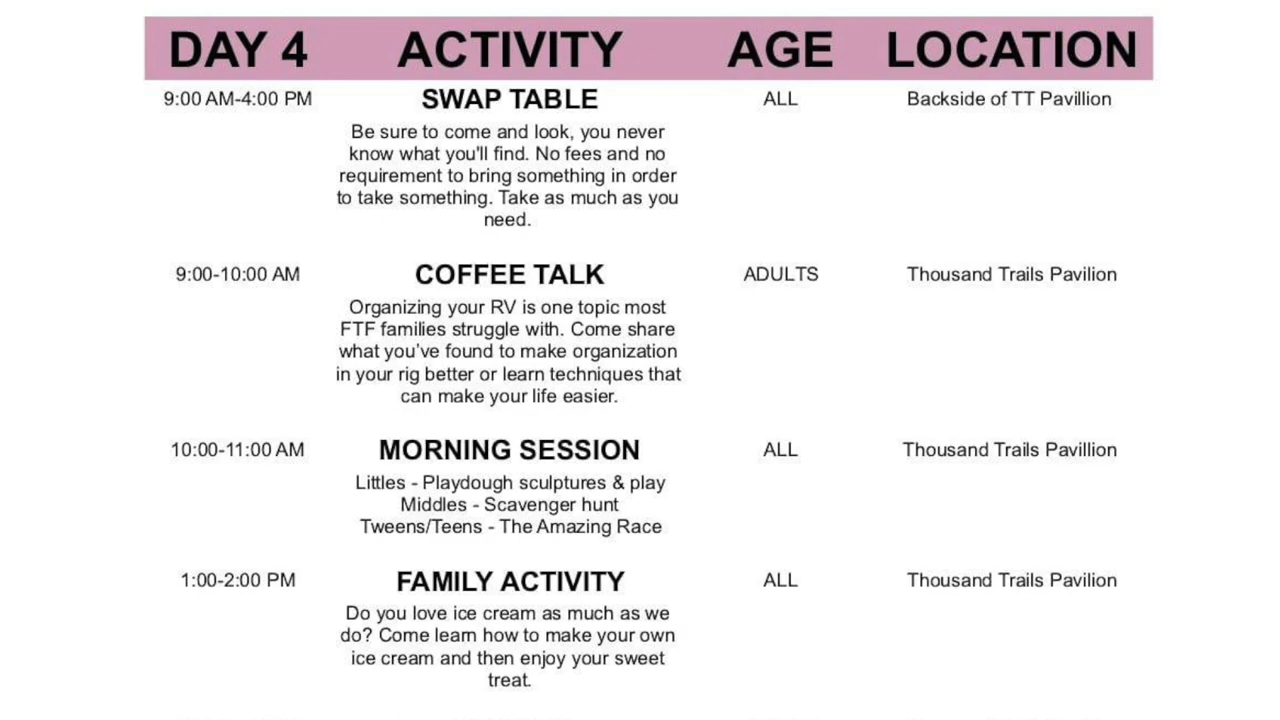 DAY 4 ACTIVITY AGE LOCATION
9:00 AM-4:00 PM SWAP TABLE ALL Backside of TT Pavillion
Be sure to come and look, you never
know what you'll find. No fees and no
requirement to bring something in order
to take something. Take as much as you
need.
9:00-10:00 AM COFFEE TALK ADULTS Thousand Trails Pavilion
Organizing your RV is one topic most
FTF families struggle with. Come share
what you've found to make organization
in your rig better or learn techniques that
can make your life easier.
10:00-11:00 AM MORNING SESSION ALL Thousand Trails Pavillion
Littles - Playdough sculptures & play
Middles - Scavenger hunt
Tweens/Teens - The Amazing Race
1:00-2:00 PM FAMILY ACTIVITY ALL Thousand Trails Pavilion
Do you love ice cream as much as we
do? Come learn how to make your own
ice cream and then enjoy your sweet
treat.